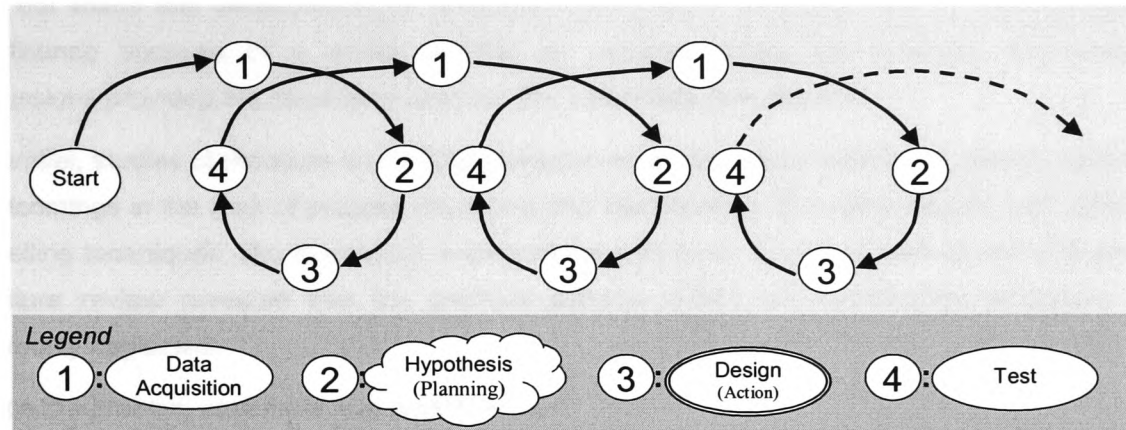 1 1 1
Start 4 2 4 2 4 2
3 3 3
Legend
1 : Data Acquisition
2 : Hypothesis (Planning)
3 : Design (Action)
4 : Test